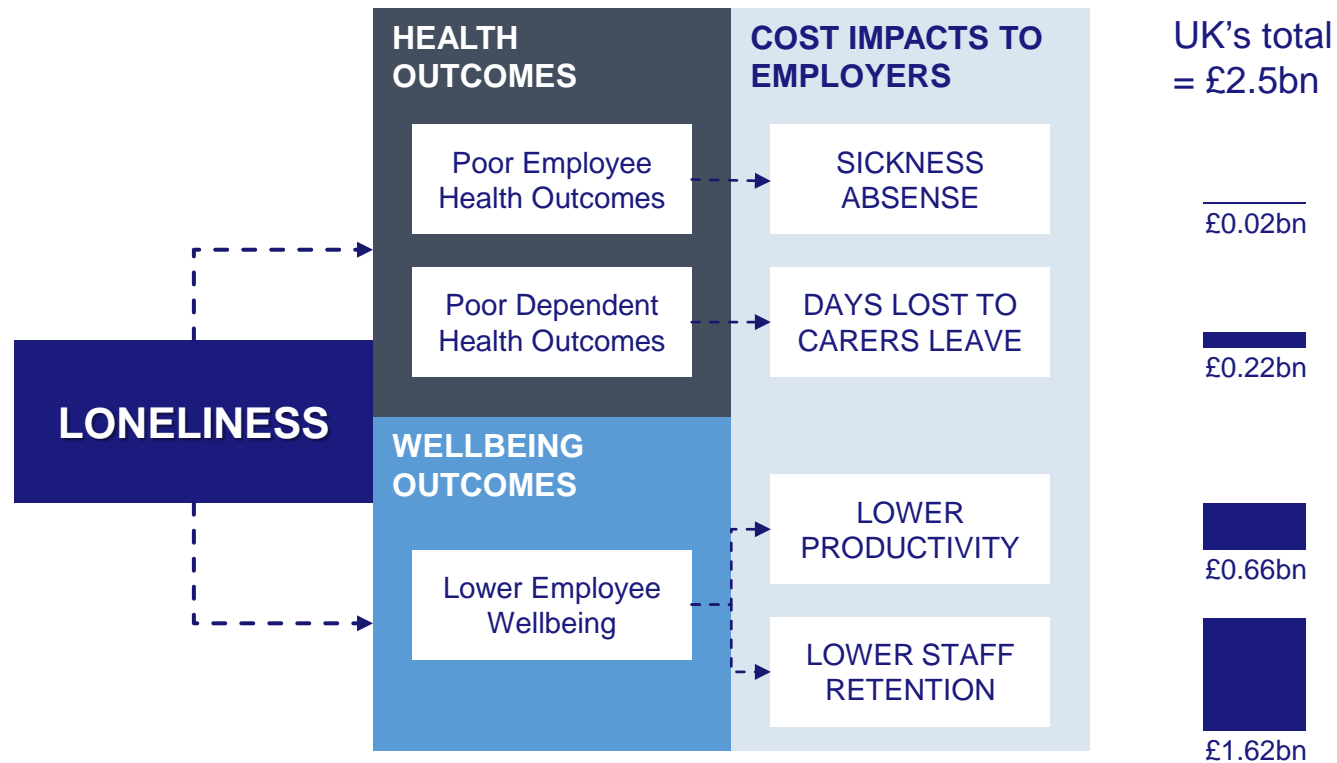 HEALTH
OUTCOMES
COST IMPACTS TO
EMPLOYERS
UK’s total
= £2.5bn
Poor Employee
Health Outcomes
SICKNESS
ABSENSE
£0.02bn
Poor Dependent
Health Outcomes
DAYS LOST TO
CARERS LEAVE
£0.22bn
LONELINESS
WELLBEING
OUTCOMES
LOWER
PRODUCTIVITY
£0.66bn
Lower Employee
Wellbeing
LOWER STAFF
RETENTION
£1.62bn